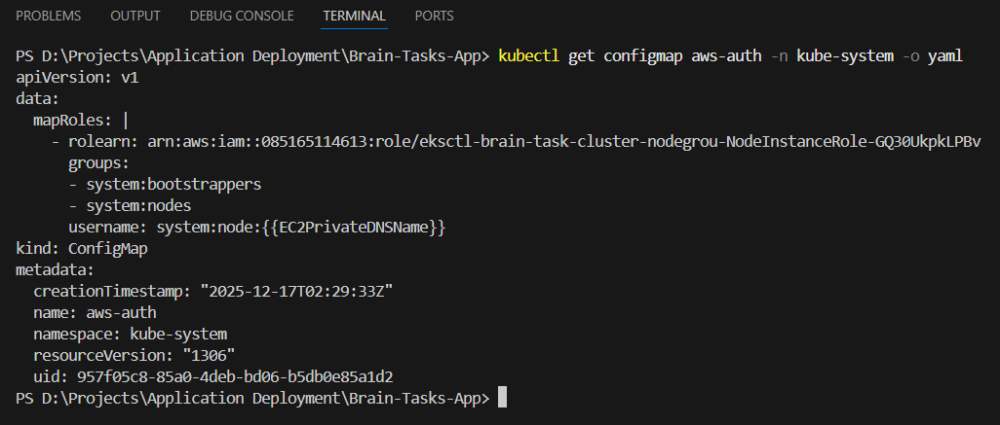 PROBLEMS OUTPUT DEBUG CONSOLE TERMINAL PORTS
PS D:\Projects\Application Deployment\Brain-Tasks-App> kubectl get configmap aws-auth -n kube-system -o yaml
apiVersion: v1
data:
  mapRoles: |
    - rolearn: arn:aws:iam::085165114613:role/eksctl-brain-task-cluster-nodegrou-NodeInstanceRole-GQ30UkpkLPBv
      groups:
      - system:bootstrappers
      - system:nodes
      username: system:node:{{EC2PrivateDNSName}}
kind: ConfigMap
metadata:
  creationTimestamp: "2025-12-17T02:29:33Z"
  name: aws-auth
  namespace: kube-system
  resourceVersion: "1306"
  uid: 957f05c8-85a0-4deb-bd06-b5db0e85a1d2
PS D:\Projects\Application Deployment\Brain-Tasks-App>